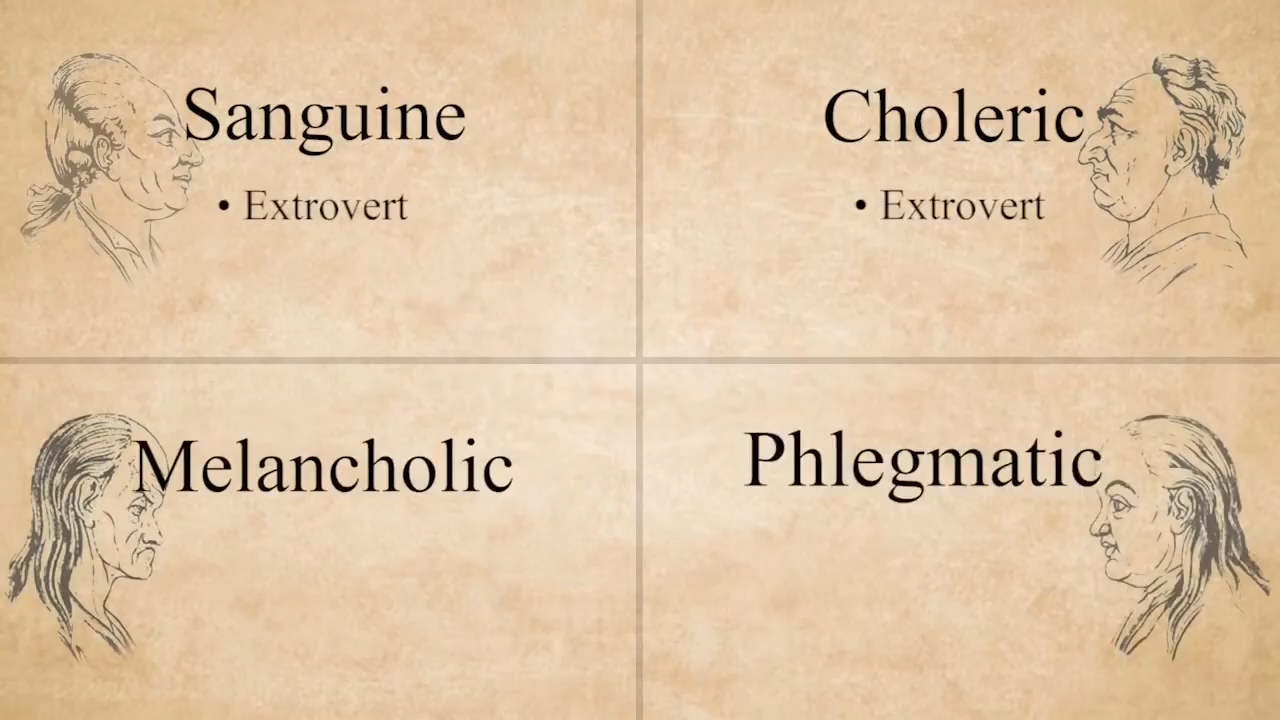 Sanguine
• Extrovert
Choleric
• Extrovert
Melancholic
Phlegmatic